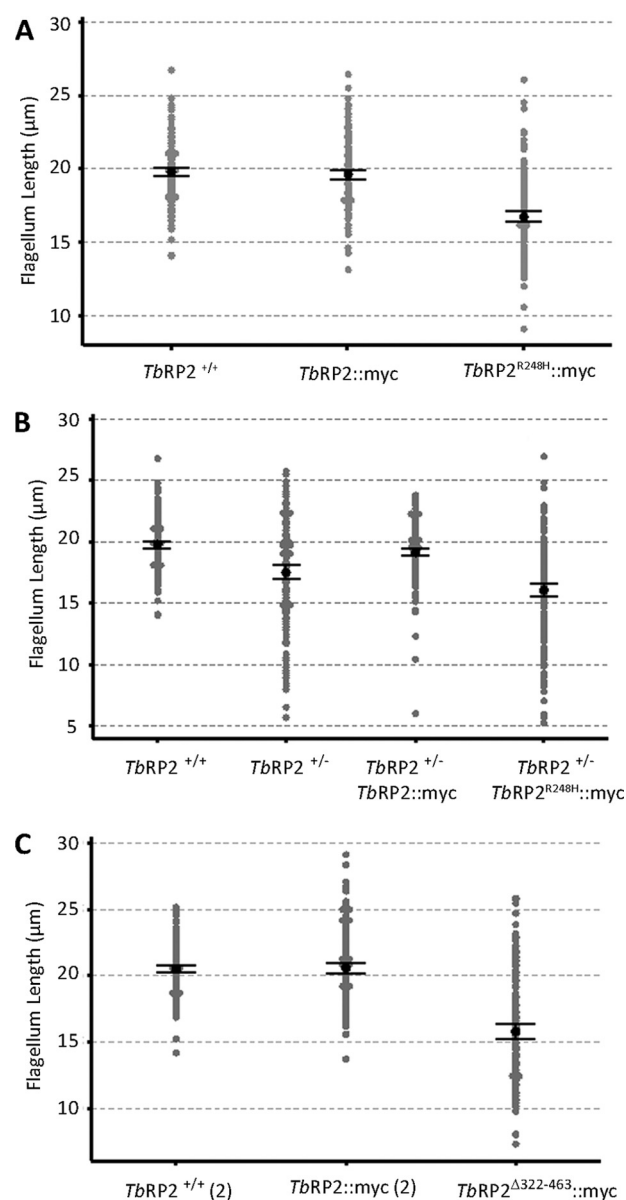 A
Flagellum Length (µm)
30
25
20
15
10
TbRP2 +/+
TbRP2::myc
TbRP2R248H::myc
B
Flagellum Length (µm)
30
25
20
15
10
5
TbRP2 +/+
TbRP2 +/-
TbRP2 +/-
TbRP2::myc
TbRP2 +/-
TbRP2R248H::myc
C
Flagellum Length (µm)
30
25
20
15
10
TbRP2 +/+ (2)
TbRP2::myc (2)
TbRP2Δ322-463::myc